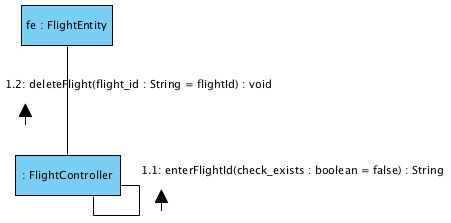 fe : FlightEntity
1.2: deleteFlight(flight_id : String = flightId) : void
: FlightController
1.1: enterFlightId(check_exists : boolean = false) : String